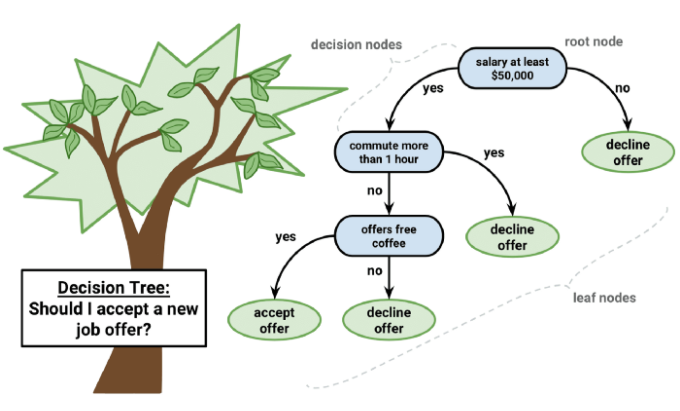 decision nodes
root node
salary at least
$50,000
yes
no
decline
offer
commute more
than 1 hour
yes
no
decline
offer
offers free
coffee
yes
no
accept
offer
decline
offer
leaf nodes
Decision Tree:
Should I accept a new
job offer?